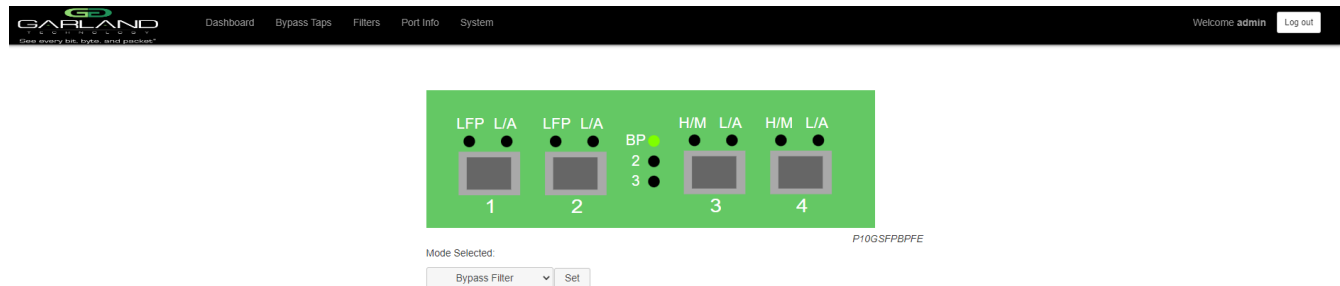 GARLAND
TECHNOLOGY
See every bit, byte, and packet®
Dashboard Bypass Taps Filters Port Info System
Welcome admin Log out
LFP L/A LFP L/A H/M L/A H/M L/A
BP
2
3
1 2 3 4
P10GSFPBPFE
Mode Selected:
Bypass Filter Set